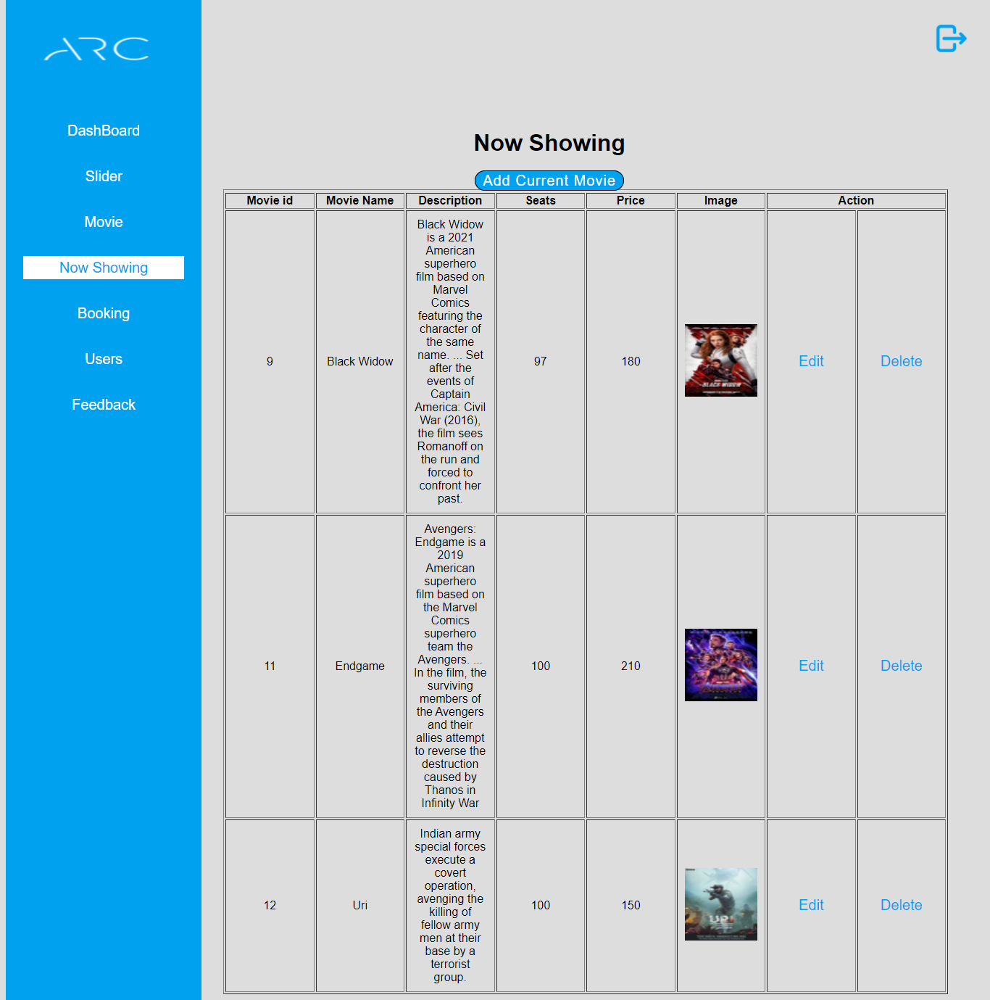 ARC
DashBoard
Slider
Movie
Now Showing
Booking
Users
Feedback
Now Showing
Add Current Movie
Movie id Movie Name Description Seats Price Image Action
Black Widow
is a 2021
American
superhero
film based on
Marvel
Comics
featuring the
character of
the same
name. ... Set
after the
events of
Captain
America: Civil
War (2016),
the film sees
Romanoff on
the run and
forced to
confront her
past.
9 Black Widow 97 180 Edit Delete
BLACK WIDOW
Avengers:
Endgame is a
2019
American
superhero
film based on
the Marvel
Comics
superhero
team the
Avengers. ...
In the film, the
surviving
members of
the Avengers
and their
allies attempt
to reverse the
destruction
caused by
Thanos in
Infinity War
11 Endgame 100 210 Edit Delete
Indian army
special forces
execute a
covert
operation,
avenging the
killing of
fellow army
men at their
base by a
terrorist
group.
12 Uri 100 150 Edit Delete
URI